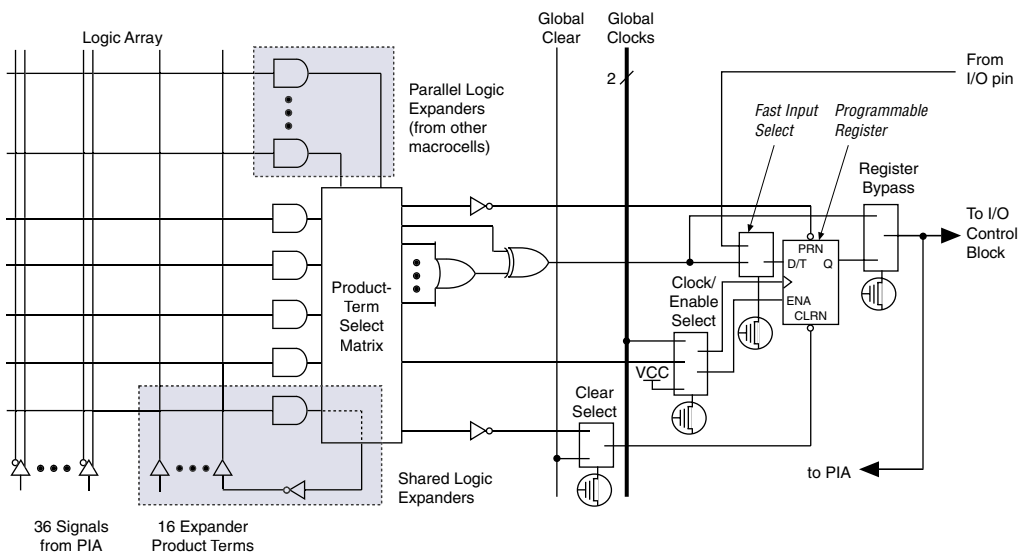 Logic Array
Global
Clear
Global
Clocks
2
From
I/O pin
Parallel Logic
Expanders
(from other
macrocells)
Fast Input
Select
Programmable
Register
Register
Bypass
To I/O
Control
Block
PRN
D/T
Q
ENA
CLRN
Product-
Term
Select
Matrix
Clock/
Enable
Select
VCC
Clear
Select
to PIA
Shared Logic
Expanders
36 Signals
from PIA
16 Expander
Product Terms